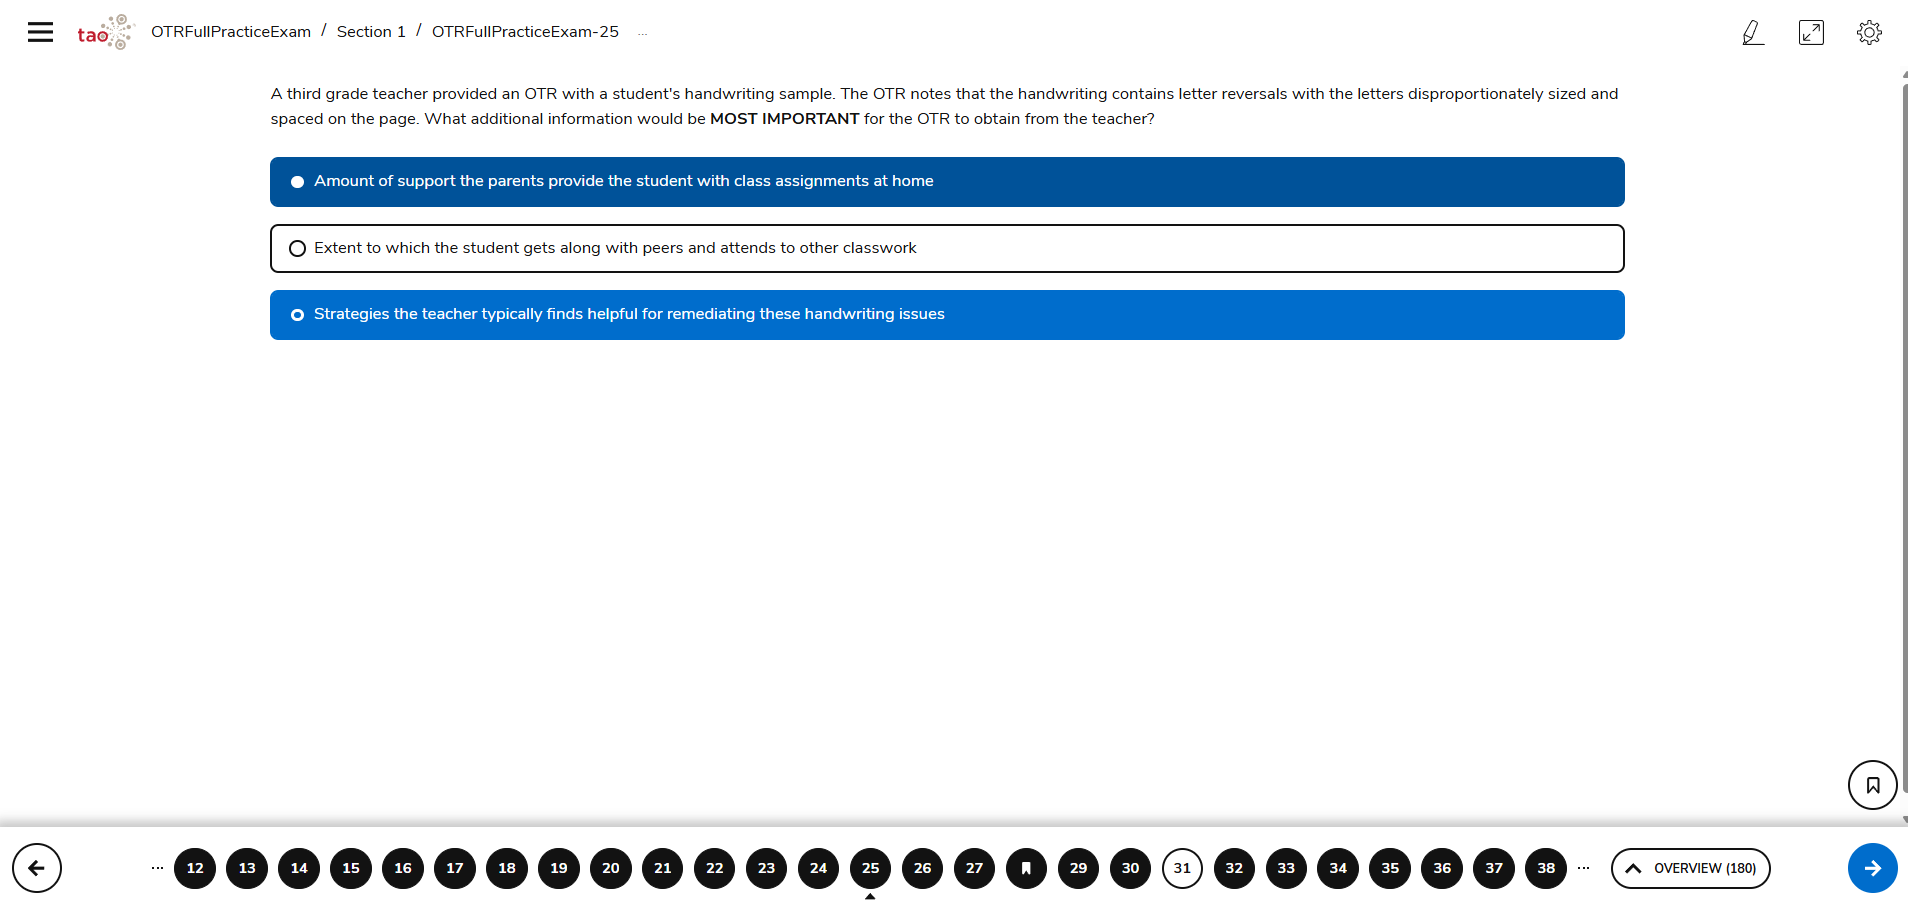 tao
OTRFullPracticeExam / Section 1 / OTRFullPracticeExam-25 ...
A third grade teacher provided an OTR with a student's handwriting sample. The OTR notes that the handwriting contains letter reversals with the letters disproportionately sized and
spaced on the page. What additional information would be MOST IMPORTANT for the OTR to obtain from the teacher?
Amount of support the parents provide the student with class assignments at home
Extent to which the student gets along with peers and attends to other classwork
Strategies the teacher typically finds helpful for remediating these handwriting issues
... 12 13 14 15 16 17 18 19 20 21 22 23 24 25 26 27 29 30 31 32 33 34 35 36 37 38 ... OVERVIEW (180)